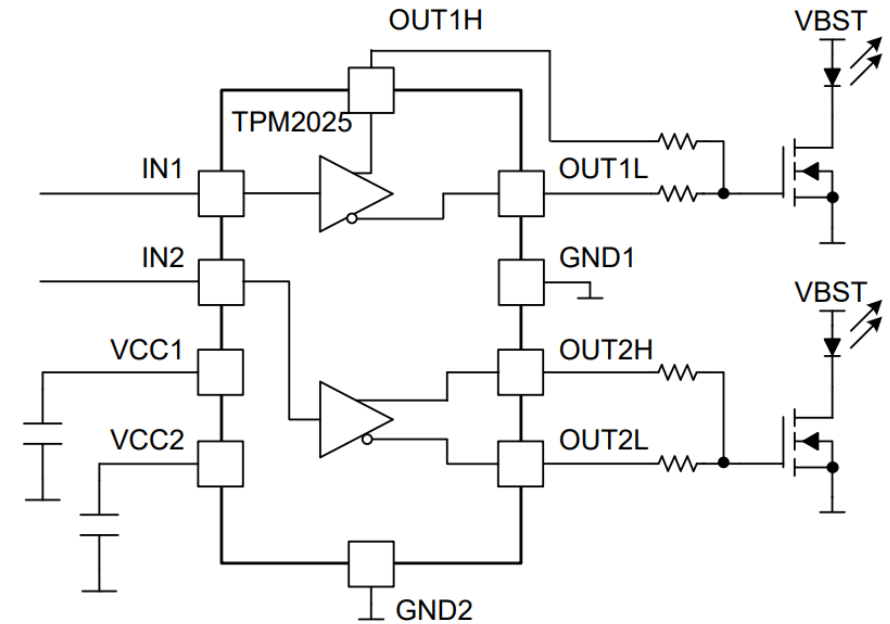 OUT1H
VBST
TPM2025
IN1
OUT1L
IN2
GND1
VBST
VCC1
OUT2H
VCC2
OUT2L
GND2